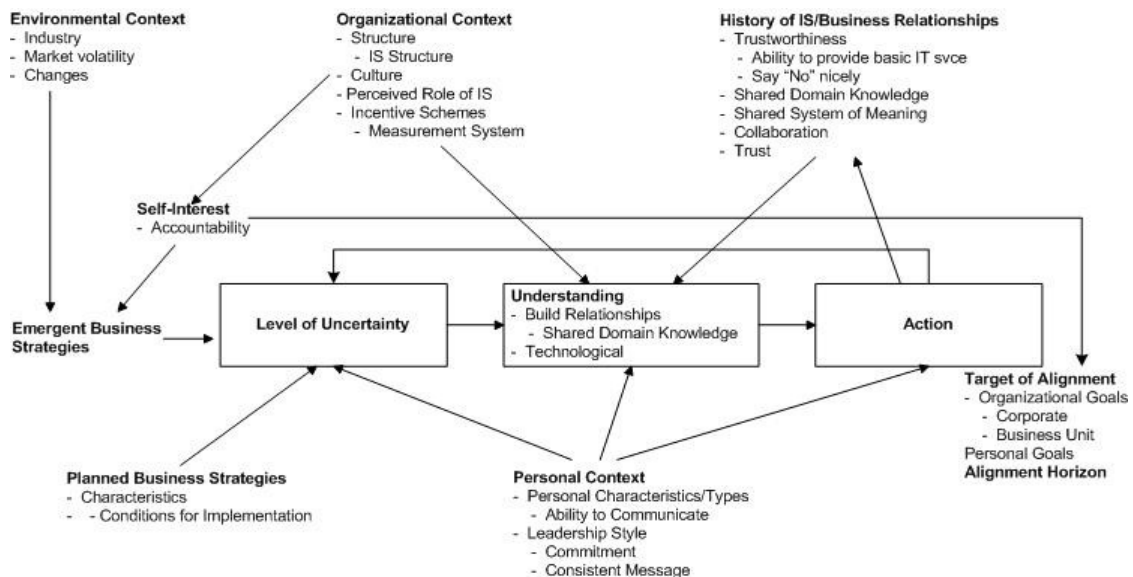 Environmental Context
- Industry
- Market volatility
- Changes
Organizational Context
- Structure
- IS Structure
- Culture
- Perceived Role of IS
- Incentive Schemes
- Measurement System
History of IS/Business Relationships
- Trustworthiness
- Ability to provide basic IT svce
- Say “No” nicely
- Shared Domain Knowledge
- Shared System of Meaning
- Collaboration
- Trust
Self-Interest
- Accountability
Emergent Business
Strategies
Level of Uncertainty
Understanding
- Build Relationships
- Shared Domain Knowledge
- Technological
Action
Target of Alignment
- Organizational Goals
- Corporate
- Business Unit
Personal Goals
Alignment Horizon
Planned Business Strategies
- Characteristics
- - Conditions for Implementation
Personal Context
- Personal Characteristics/Types
- Ability to Communicate
- Leadership Style
- Commitment
- Consistent Message